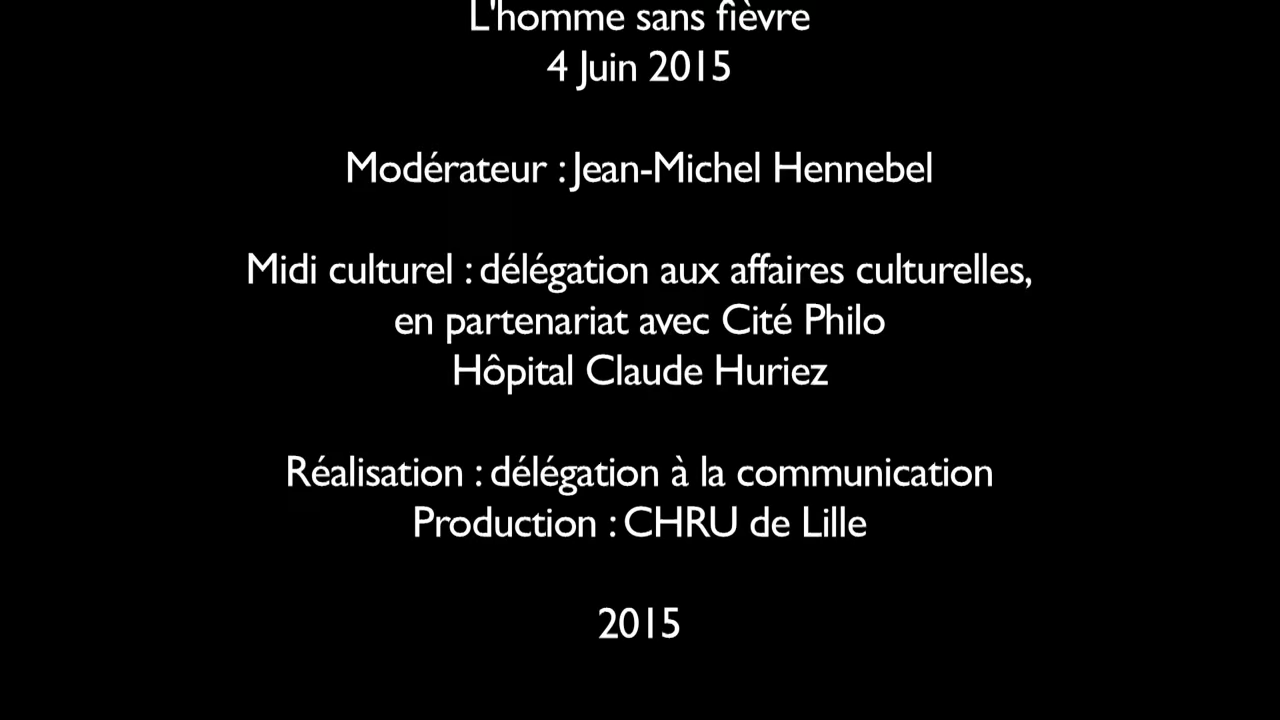 L'homme sans fièvre
4 Juin 2015
Modérateur : Jean-Michel Hennebel
Midi culturel : délégation aux affaires culturelles,
en partenariat avec Cité Philo
Hôpital Claude Huriez
Réalisation : délégation à la communication
Production : CHRU de Lille
2015